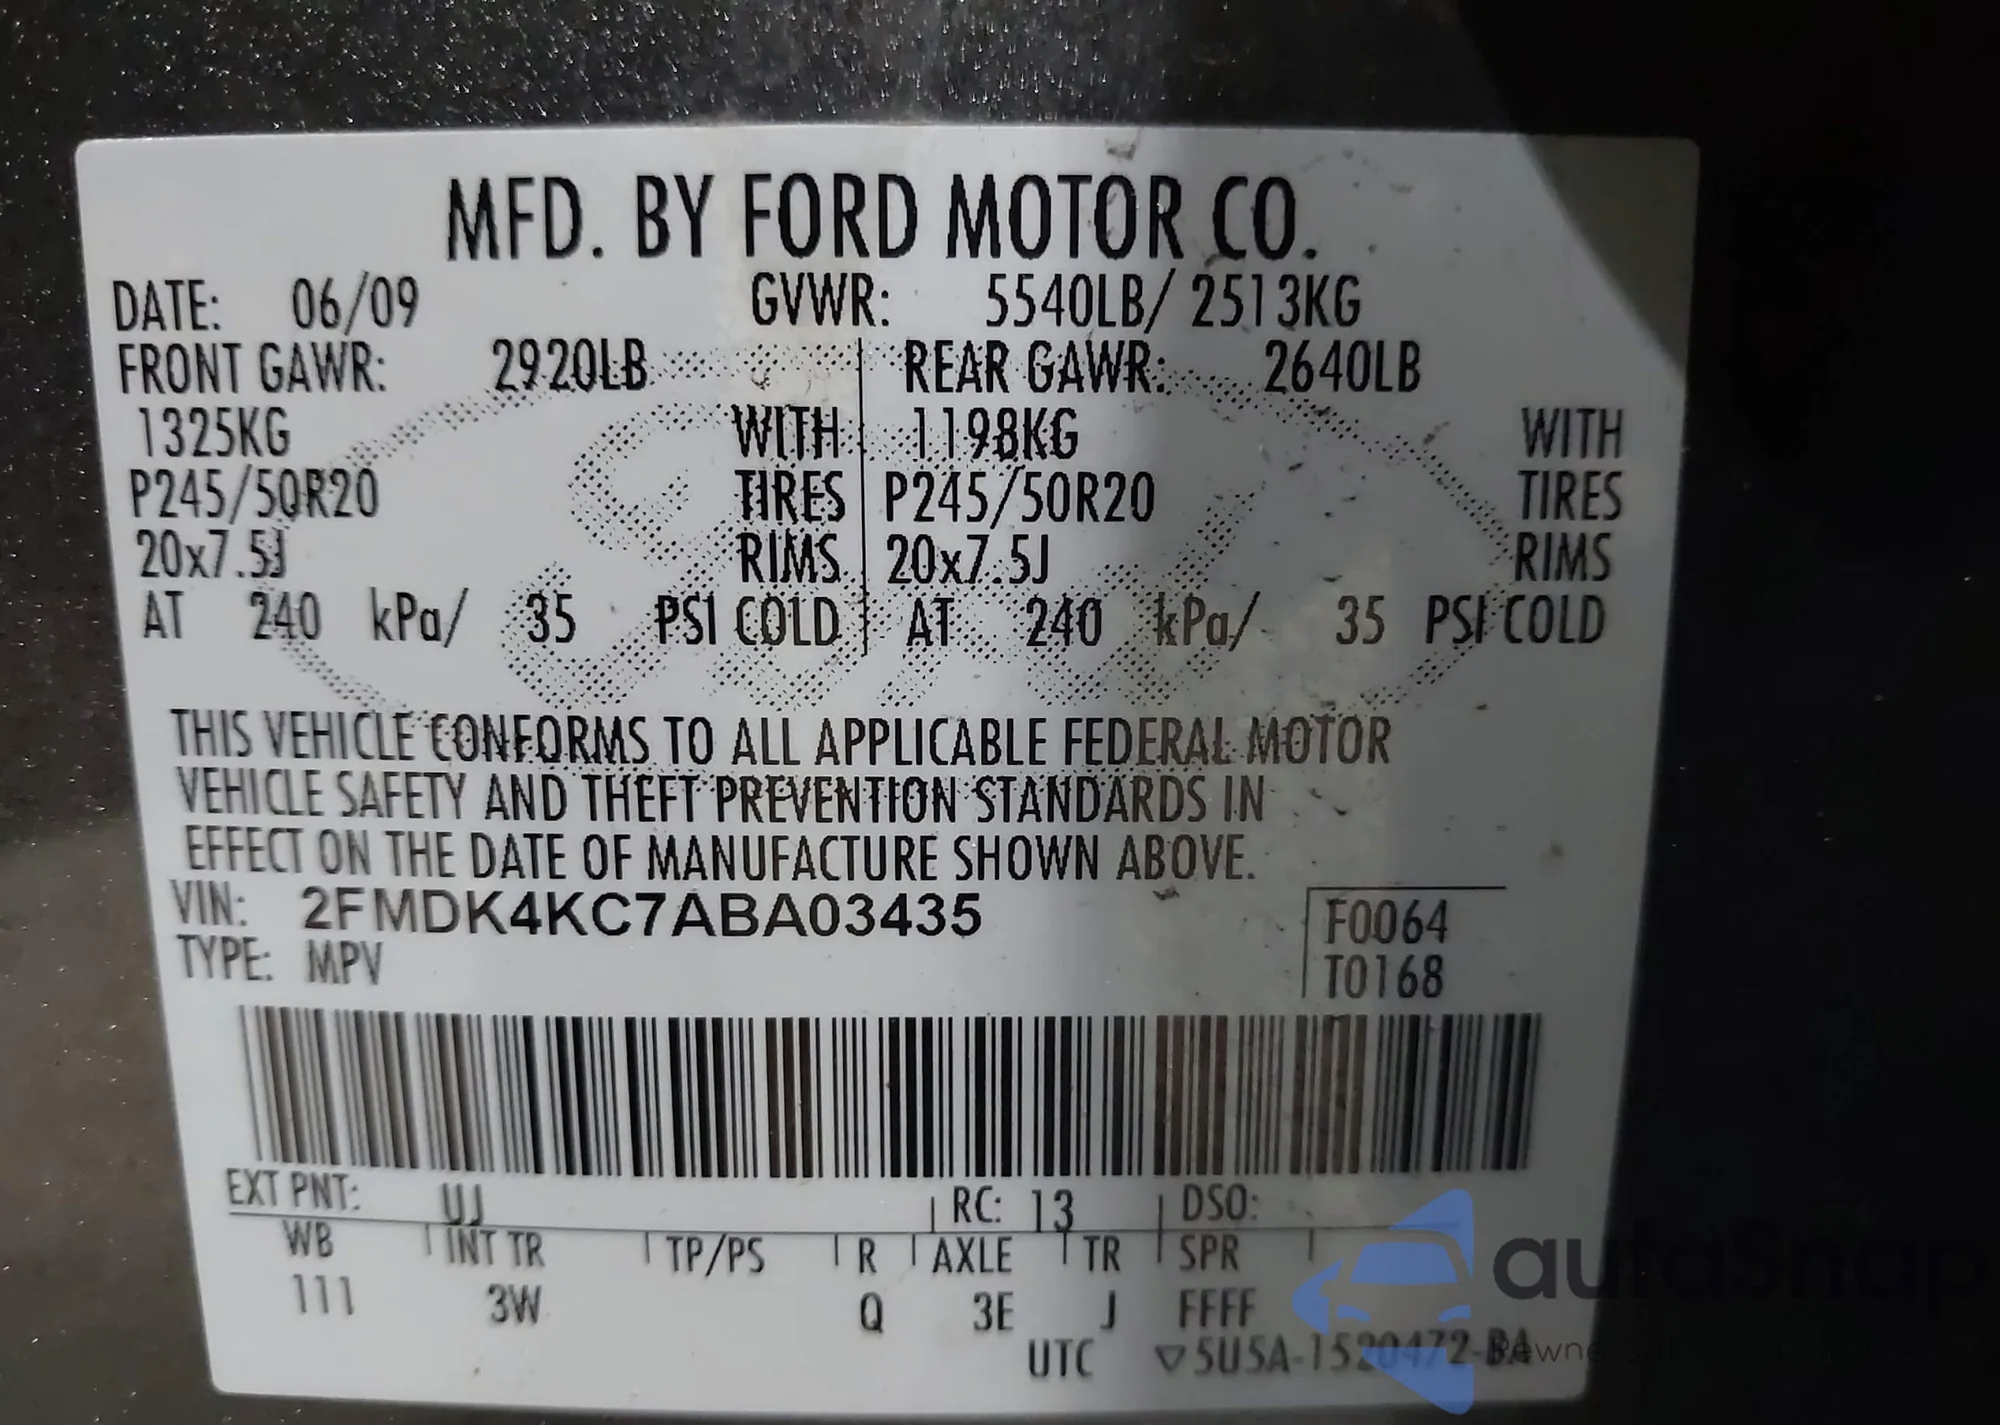 MFD. BY FORD MOTOR CO.
DATE: 06/09 GVWR: 5540LB/ 2513KG
FRONT GAWR: 2920LB REAR GAWR: 2640LB
1325KG WITH 1198KG WITH
P245/50R20 TIRES P245/50R20 TIRES
20x7.5J RIMS 20x7.5J RIMS
AT 240 kPa/ 35 PSI COLD AT 240 kPa/ 35 PSI COLD
THIS VEHICLE CONFORMS TO ALL APPLICABLE FEDERAL MOTOR
VEHICLE SAFETY AND THEFT PREVENTION STANDARDS IN
EFFECT ON THE DATE OF MANUFACTURE SHOWN ABOVE.
VIN: 2FMDK4KC7ABA03435
F0064
TYPE: MPV
T0168
EXT PNT: UJ RC: 13 DSO:
WB INT TR TP/PS R AXLE TR SPR
111 3W Q 3E J FFFF
UTC ▽5U5A-1520472-BA
autasnap